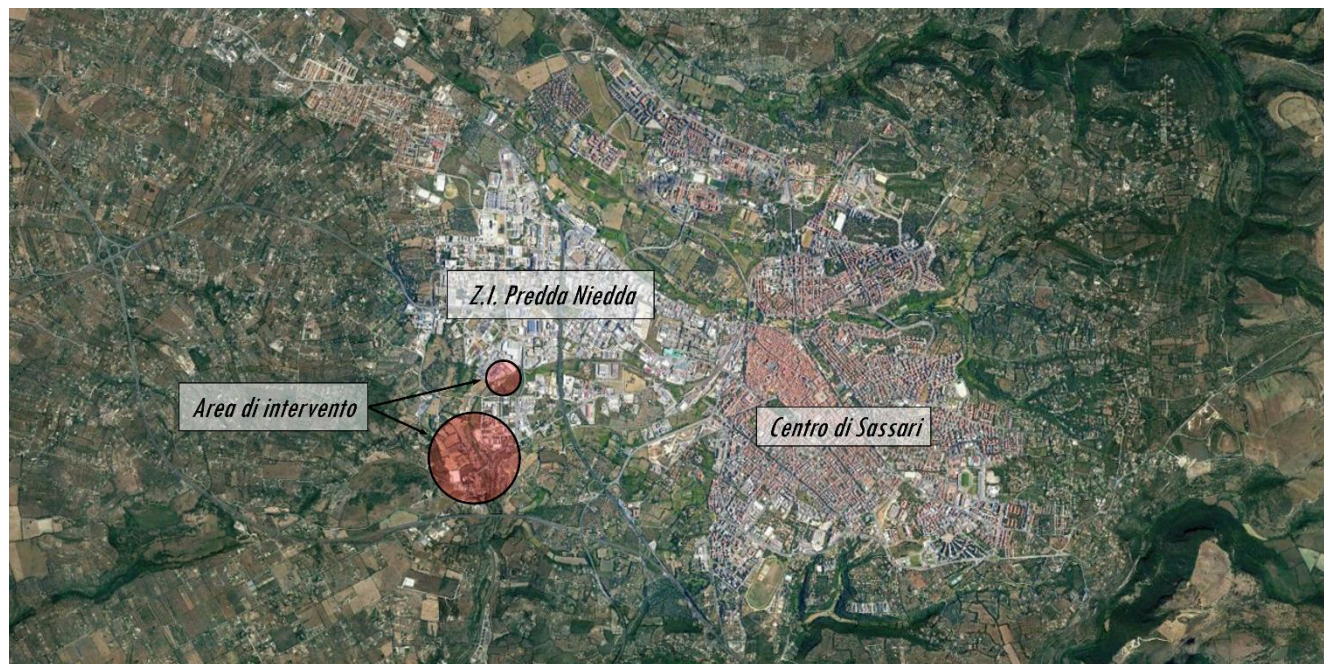 Z.I. Predda Niedda
Area di intervento
Centro di Sassari